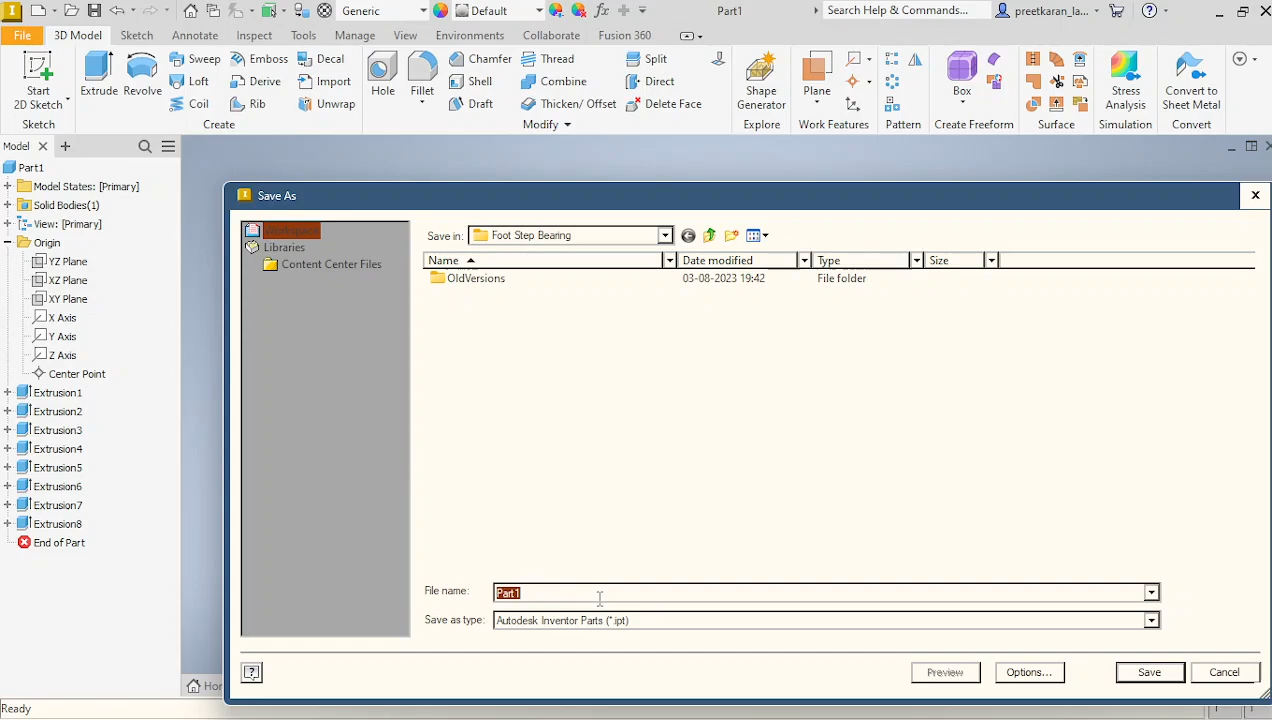 Generic
Default
Part1
Search Help & Commands...
preetkaran_la...
File
3D Model
Sketch
Annotate
Inspect
Tools
Manage
View
Environments
Collaborate
Fusion 360
Start
2D Sketch
Extrude
Revolve
Sweep
Loft
Coil
Emboss
Derive
Rib
Decal
Import
Unwrap
Hole
Fillet
Chamfer
Shell
Draft
Thread
Combine
Thicken/ Offset
Split
Direct
Delete Face
Shape
Generator
Plane
Box
Stress
Analysis
Convert to
Sheet Metal
Sketch
Create
Modify
Explore
Work Features
Pattern
Create Freeform
Surface
Simulation
Convert
Model
Part1
Model States: [Primary]
Solid Bodies(1)
View: [Primary]
Origin
YZ Plane
XZ Plane
XY Plane
X Axis
Y Axis
Z Axis
Center Point
Extrusion1
Extrusion2
Extrusion3
Extrusion4
Extrusion5
Extrusion6
Extrusion7
Extrusion8
End of Part
Save As
Workspace
Libraries
Content Center Files
Save in: Foot Step Bearing
Name Date modified Type Size
OldVersions 03-08-2023 19:42 File folder
File name: Part1
Save as type: Autodesk Inventor Parts (*.ipt)
Preview Options... Save Cancel
Ready